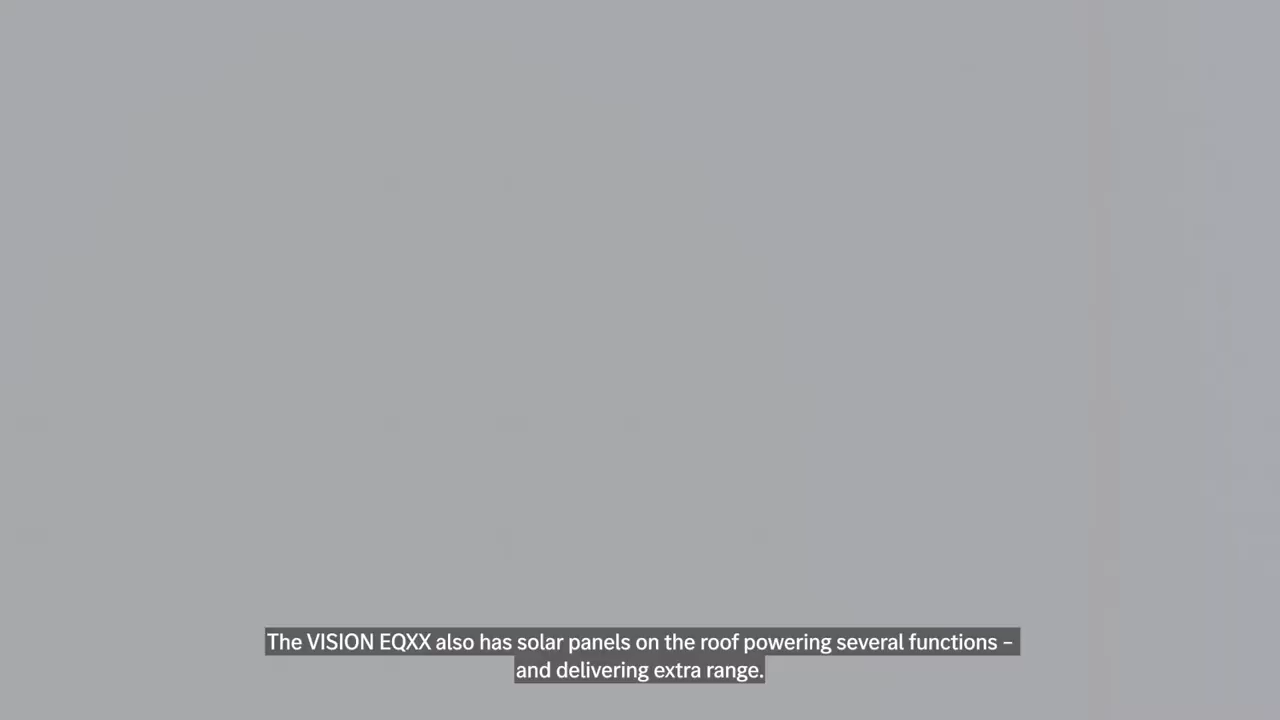 The VISION EQXX also has solar panels on the roof powering several functions –
and delivering extra range.